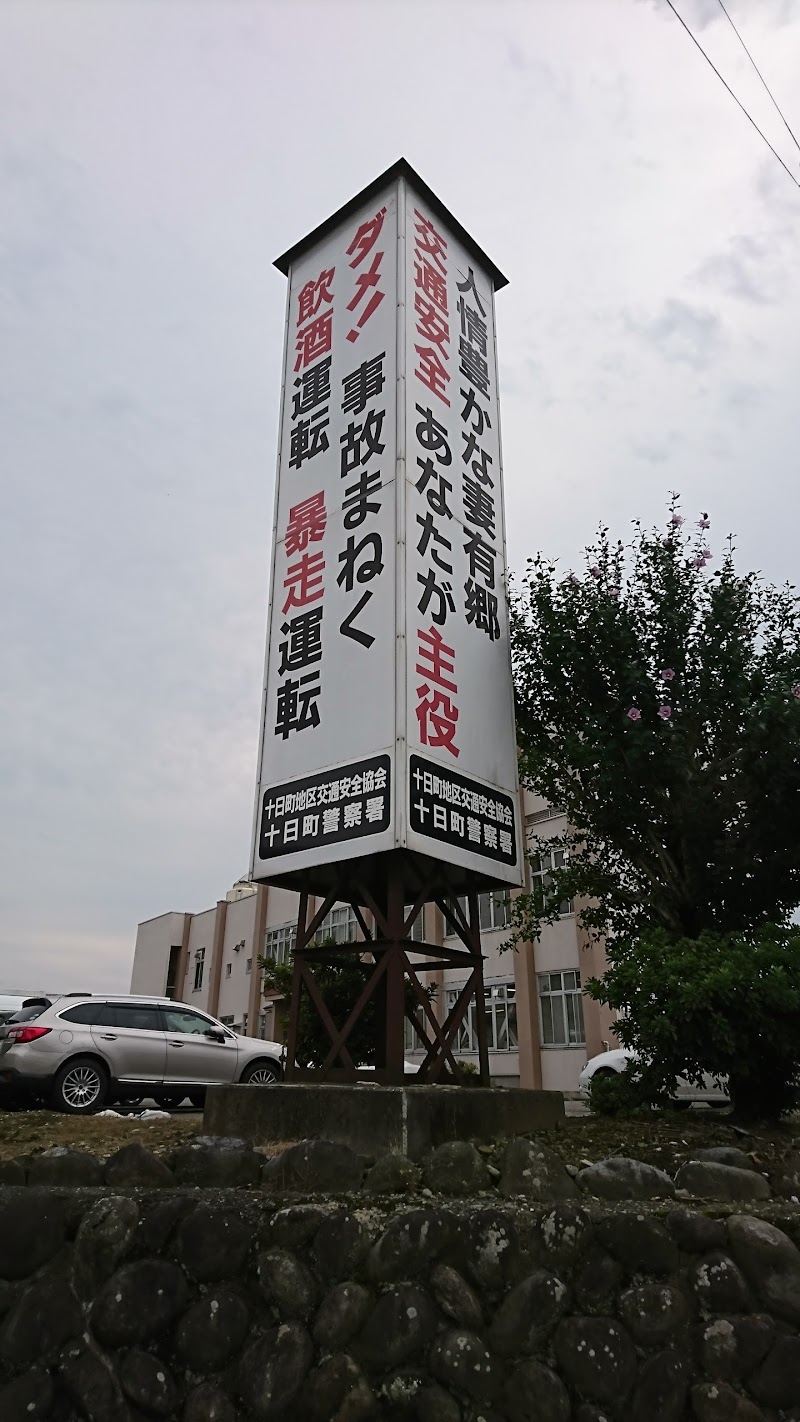 ダメ!! 事故まねく
飲酒運転 暴走運転
十日町地区交通安全協会
十日町警察署
人情豊かな妻有郷
交通安全 あなたが主役
十日町地区交通安全協会
十日町警察署